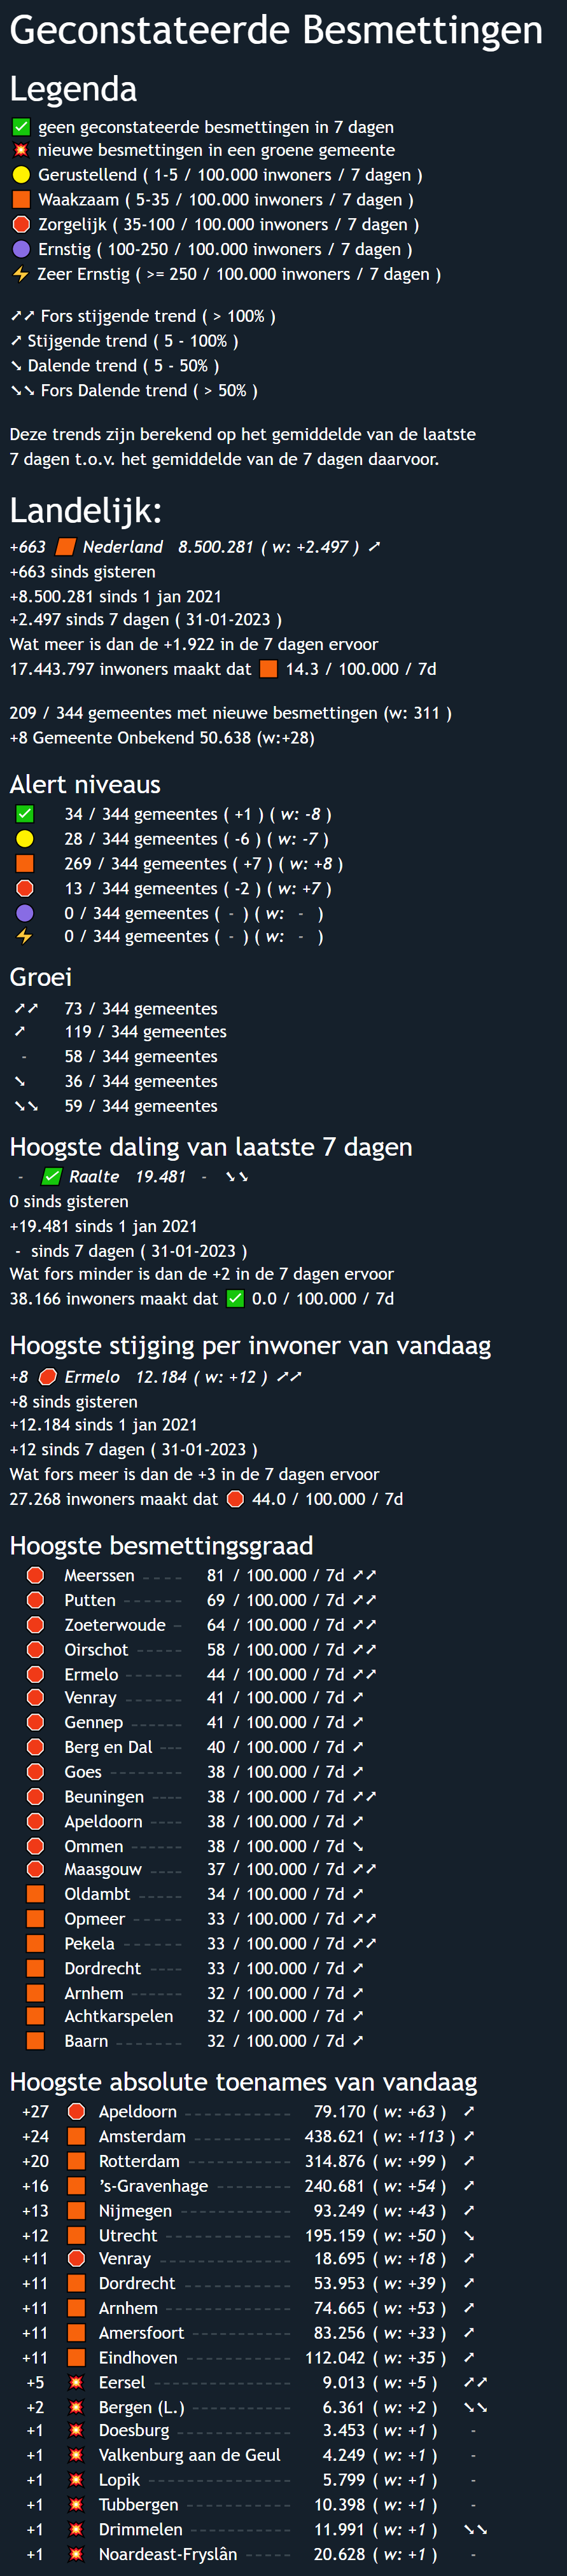 Geconstateerde Besmettingen
Legenda
✅ geen geconstateerde besmettingen in 7 dagen
💥 nieuwe besmettingen in een groene gemeente
🟡 Gerustellend ( 1-5 / 100.000 inwoners / 7 dagen )
🟧 Waakzaam ( 5-35 / 100.000 inwoners / 7 dagen )
🛑 Zorgelijk ( 35-100 / 100.000 inwoners / 7 dagen )
🟣 Ernstig ( 100-250 / 100.000 inwoners / 7 dagen )
⚡ Zeer Ernstig ( >= 250 / 100.000 inwoners / 7 dagen )
➚➚ Fors stijgende trend ( > 100% )
➚ Stijgende trend ( 5 - 100% )
➘ Dalende trend ( 5 - 50% )
➘➘ Fors Dalende trend ( > 50% )
Deze trends zijn berekend op het gemiddelde van de laatste
7 dagen t.o.v. het gemiddelde van de 7 dagen daarvoor.
Landelijk:
+663 🟧 Nederland 8.500.281 ( w: +2.497 ) ➚
+663 sinds gisteren
+8.500.281 sinds 1 jan 2021
+2.497 sinds 7 dagen ( 31-01-2023 )
Wat meer is dan de +1.922 in de 7 dagen ervoor
17.443.797 inwoners maakt dat 🟧 14.3 / 100.000 / 7d
209 / 344 gemeentes met nieuwe besmettingen (w: 311 )
+8 Gemeente Onbekend 50.638 (w:+28)
Alert niveaus
✅ 34 / 344 gemeentes ( +1 ) ( w: -8 )
🟡 28 / 344 gemeentes ( -6 ) ( w: -7 )
🟧 269 / 344 gemeentes ( +7 ) ( w: +8 )
🛑 13 / 344 gemeentes ( -2 ) ( w: +7 )
🟣 0 / 344 gemeentes ( - ) ( w: - )
⚡ 0 / 344 gemeentes ( - ) ( w: - )
Groei
➚➚ 73 / 344 gemeentes
➚ 119 / 344 gemeentes
- 58 / 344 gemeentes
➘ 36 / 344 gemeentes
➘➘ 59 / 344 gemeentes
Hoogste daling van laatste 7 dagen
- ✅ Raalte 19.481 - ➘➘
0 sinds gisteren
+19.481 sinds 1 jan 2021
- sinds 7 dagen ( 31-01-2023 )
Wat fors minder is dan de +2 in de 7 dagen ervoor
38.166 inwoners maakt dat ✅ 0.0 / 100.000 / 7d
Hoogste stijging per inwoner van vandaag
+8 🛑 Ermelo 12.184 ( w: +12 ) ➚➚
+8 sinds gisteren
+12.184 sinds 1 jan 2021
+12 sinds 7 dagen ( 31-01-2023 )
Wat fors meer is dan de +3 in de 7 dagen ervoor
27.268 inwoners maakt dat 🛑 44.0 / 100.000 / 7d
Hoogste besmettingsgraad
🛑 Meerssen ---- 81 / 100.000 / 7d ➚➚
🛑 Putten ------ 69 / 100.000 / 7d ➚➚
🛑 Zoeterwoude - 64 / 100.000 / 7d ➚➚
🛑 Oirschot ----- 58 / 100.000 / 7d ➚➚
🛑 Ermelo ------ 44 / 100.000 / 7d ➚➚
🛑 Venray ------ 41 / 100.000 / 7d ➚
🛑 Gennep ----- 41 / 100.000 / 7d ➚
🛑 Berg en Dal --- 40 / 100.000 / 7d ➚
🛑 Goes -------- 38 / 100.000 / 7d ➚
🛑 Beuningen ---- 38 / 100.000 / 7d ➚➚
🛑 Apeldoorn ---- 38 / 100.000 / 7d ➚
🛑 Ommen ----- 38 / 100.000 / 7d ➘
🛑 Maasgouw ---- 37 / 100.000 / 7d ➚➚
🟧 Oldambt ----- 34 / 100.000 / 7d ➚
🟧 Opmeer ----- 33 / 100.000 / 7d ➚➚
🟧 Pekela ------ 33 / 100.000 / 7d ➚➚
🟧 Dordrecht ---- 33 / 100.000 / 7d ➚
🟧 Arnhem ------ 32 / 100.000 / 7d ➚
🟧 Achtkarspelen 32 / 100.000 / 7d ➚
🟧 Baarn ------- 32 / 100.000 / 7d ➚
Hoogste absolute toenames van vandaag
+27 🛑 Apeldoorn ----------- 79.170 ( w: +63 ) ➚
+24 🟧 Amsterdam ---------- 438.621 ( w: +113 ) ➚
+20 🟧 Rotterdam ----------- 314.876 ( w: +99 ) ➚
+16 🟧 ’s-Gravenhage -------- 240.681 ( w: +54 ) ➚
+13 🟧 Nijmegen ------------ 93.249 ( w: +43 ) ➚
+12 🟧 Utrecht ------------- 195.159 ( w: +50 ) ➘
+11 🛑 Venray -------------- 18.695 ( w: +18 ) ➚
+11 🟧 Dordrecht ----------- 53.953 ( w: +39 ) ➚
+11 🟧 Arnhem ------------- 74.665 ( w: +53 ) ➚
+11 🟧 Amersfoort ---------- 83.256 ( w: +33 ) ➚
+11 🟧 Eindhoven ----------- 112.042 ( w: +35 ) ➚
+5 💥 Eersel -------------- 9.013 ( w: +5 ) ➚➚
+2 💥 Bergen (L.) ---------- 6.361 ( w: +2 ) ➘➘
+1 💥 Doesburg ------------ 3.453 ( w: +1 ) -
+1 💥 Valkenburg aan de Geul 4.249 ( w: +1 ) -
+1 💥 Lopik --------------- 5.799 ( w: +1 ) -
+1 💥 Tubbergen ----------- 10.398 ( w: +1 ) -
+1 💥 Drimmelen ---------- 11.991 ( w: +1 ) ➘➘
+1 💥 Noardeast-Fryslân ----- 20.628 ( w: +1 ) -